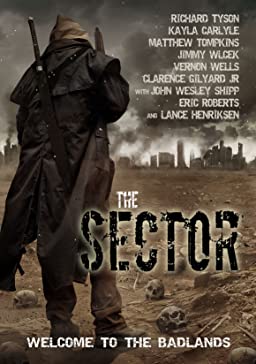 RICHARD TYSON
KAYLA CARLYLE
MATTHEW TOMPKINS
JIMMY WLCEK
VERNON WELLS
CLARENCE GILYARD JR
WITH JOHN WESLEY SHIPP
ERIC ROBERTS
AND LANCE HENRIKSEN
THE
SECTOR
WELCOME TO THE BADLANDS